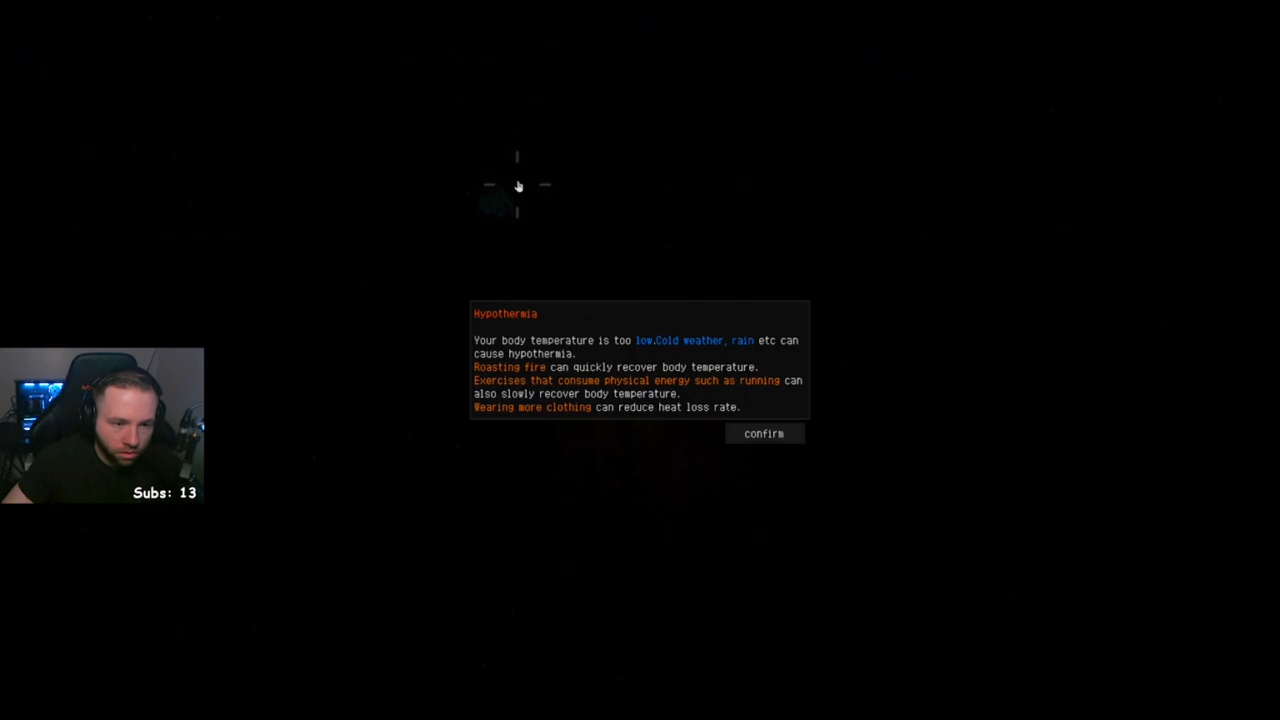 Hypothermia
Your body temperature is too low.Cold weather, rain etc can
cause hypothermia.
Roasting fire can quickly recover body temperature.
Exercises that consume physical energy such as running can
also slowly recover body temperature.
Wearing more clothing can reduce heat loss rate.
confirm
Subs: 13